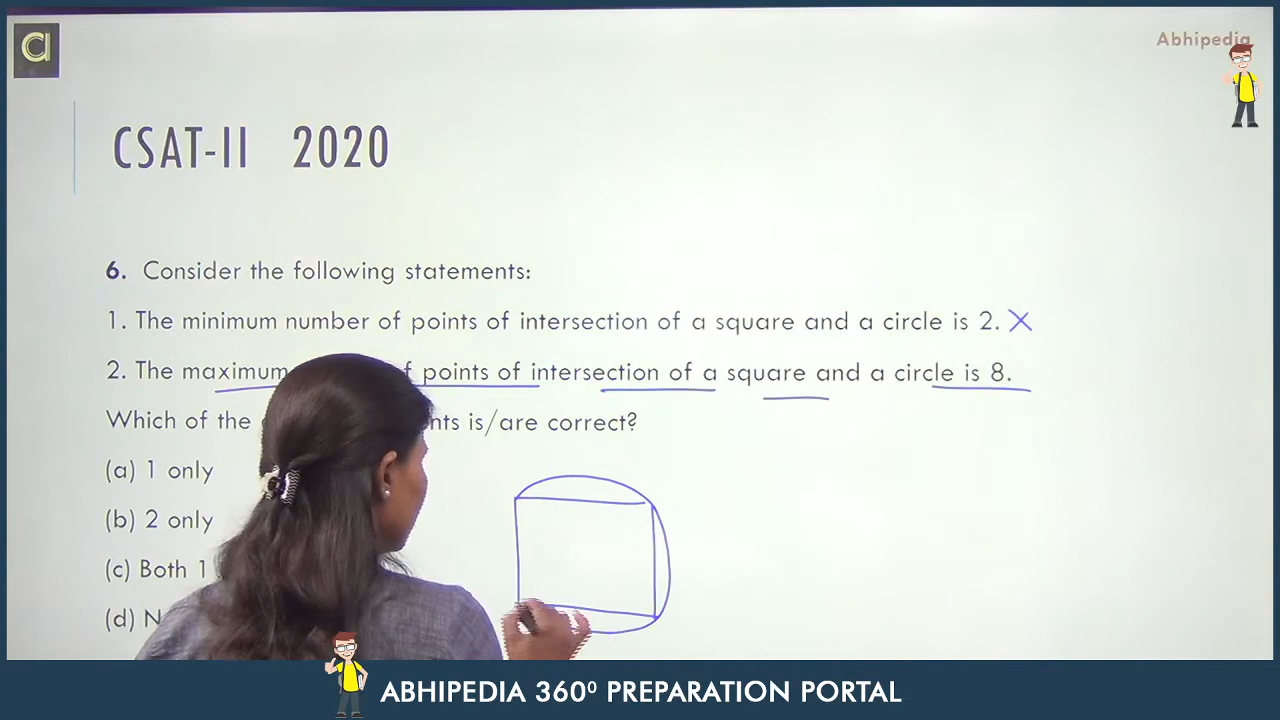 Abhipedia
CSAT-II 2020
6. Consider the following statements:
1. The minimum number of points of intersection of a square and a circle is 2. X
2. The maximum f points of intersection of a square and a circle is 8.
Which of the nts is/are correct?
(a) 1 only
(b) 2 only
(c) Both 1
(d) N
ABHIPEDIA 360⁰ PREPARATION PORTAL